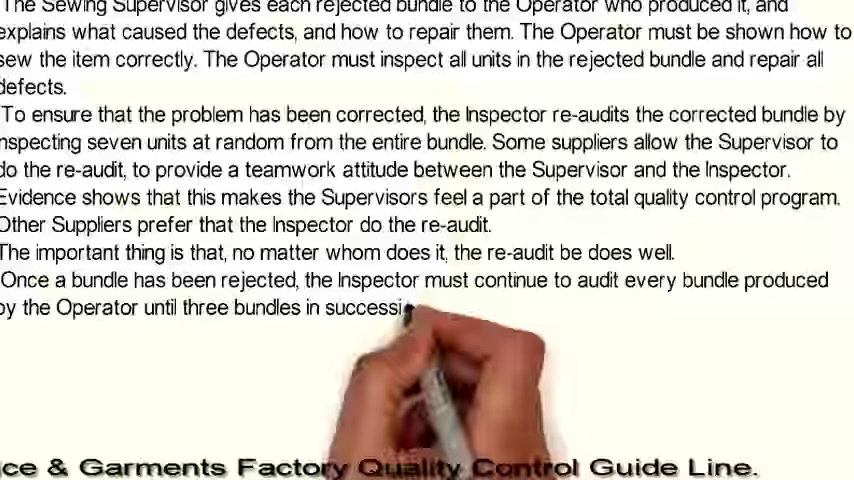 The Sewing Supervisor gives each rejected bundle to the Operator who produced it, and
explains what caused the defects, and how to repair them. The Operator must be shown how to
sew the item correctly. The Operator must inspect all units in the rejected bundle and repair all
defects.
To ensure that the problem has been corrected, the Inspector re-audits the corrected bundle by
nspecting seven units at random from the entire bundle. Some suppliers allow the Supervisor to
do the re-audit, to provide a teamwork attitude between the Supervisor and the Inspector.
Evidence shows that this makes the Supervisors feel a part of the total quality control program.
Other Suppliers prefer that the Inspector do the re-audit.
The important thing is that, no matter whom does it, the re-audit be does well.
Once a bundle has been rejected, the Inspector must continue to audit every bundle produced
by the Operator until three bundles in successi
ce & Garments Factory Quality Control Guide Line.